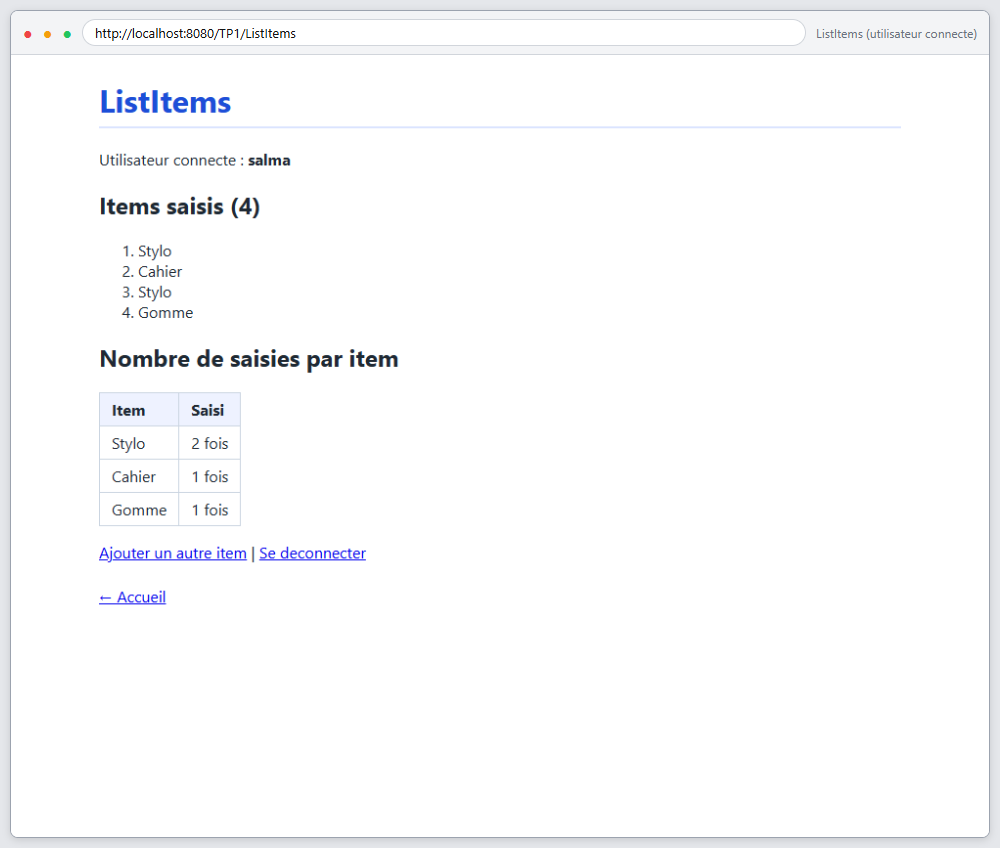 http://localhost:8080/TP1/ListItems
ListItems (utilisateur connecte)
ListItems
Utilisateur connecte : salma
Items saisis (4)
1. Stylo
2. Cahier
3. Stylo
4. Gomme
Nombre de saisies par item
Item Saisi
Stylo 2 fois
Cahier 1 fois
Gomme 1 fois
Ajouter un autre item | Se deconnecter
← Accueil